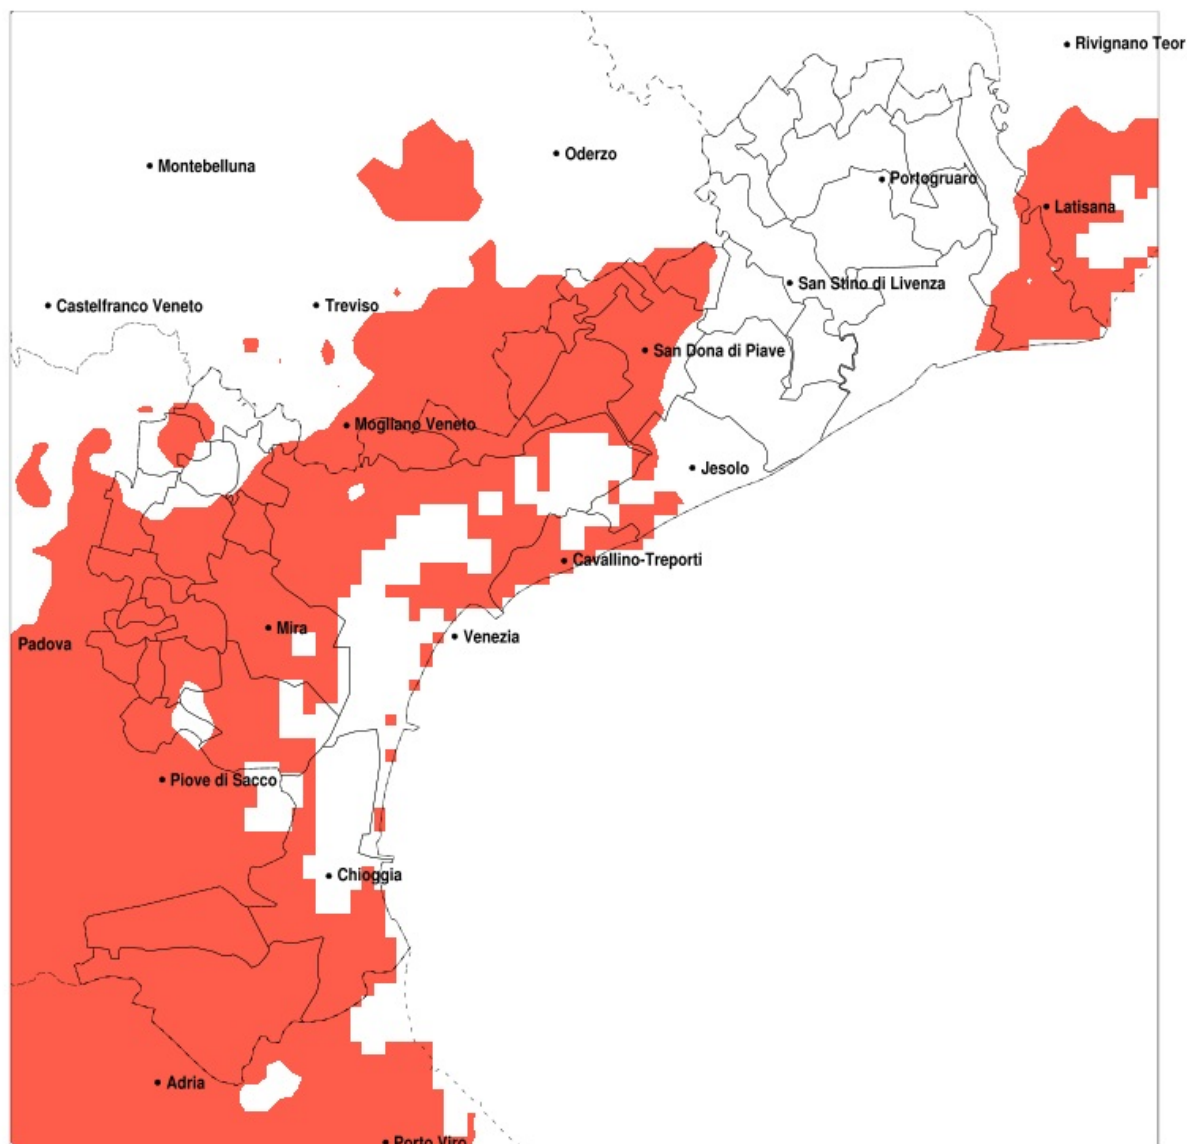 Rivignano Teor
Oderzo
Montebelluna
Portogruaro
Latisana
San Stino di Livenza
Castelfranco Veneto
Treviso
San Dona di Piave
Mogliano Veneto
Jesolo
Cavallino-Treporti
Mira
Venezia
Padova
Piove di Sacco
Chioggia
Adria
Porto Viro